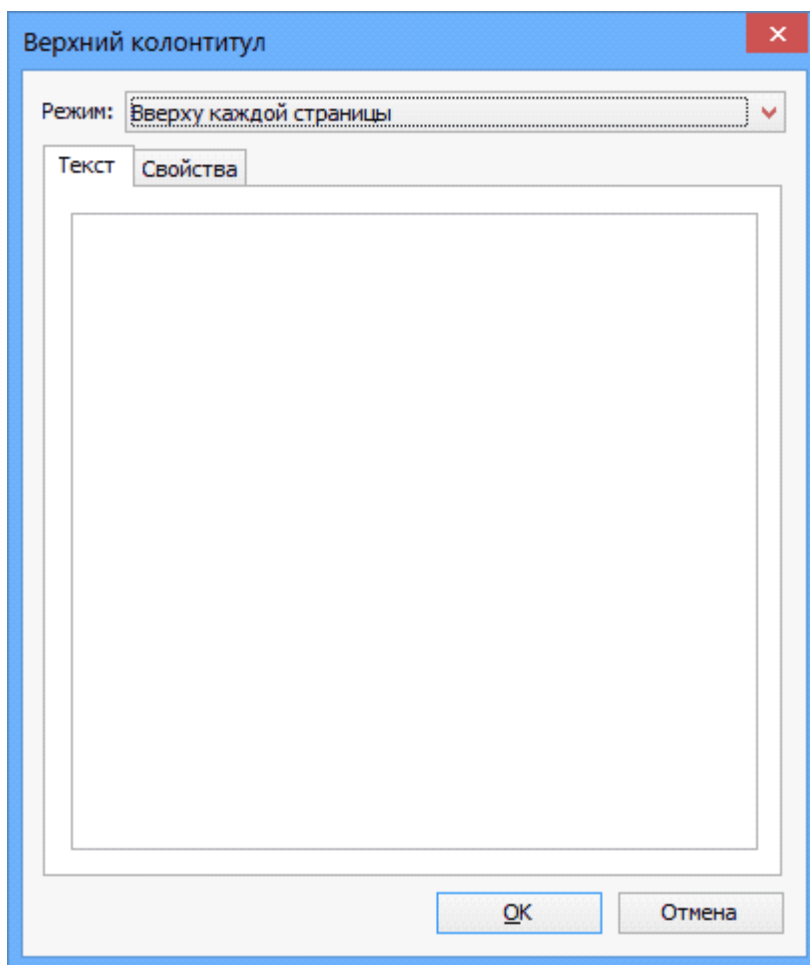 Верхний колонтитул
Режим: Вверху каждой страницы
Текст Свойства
OK Отмена